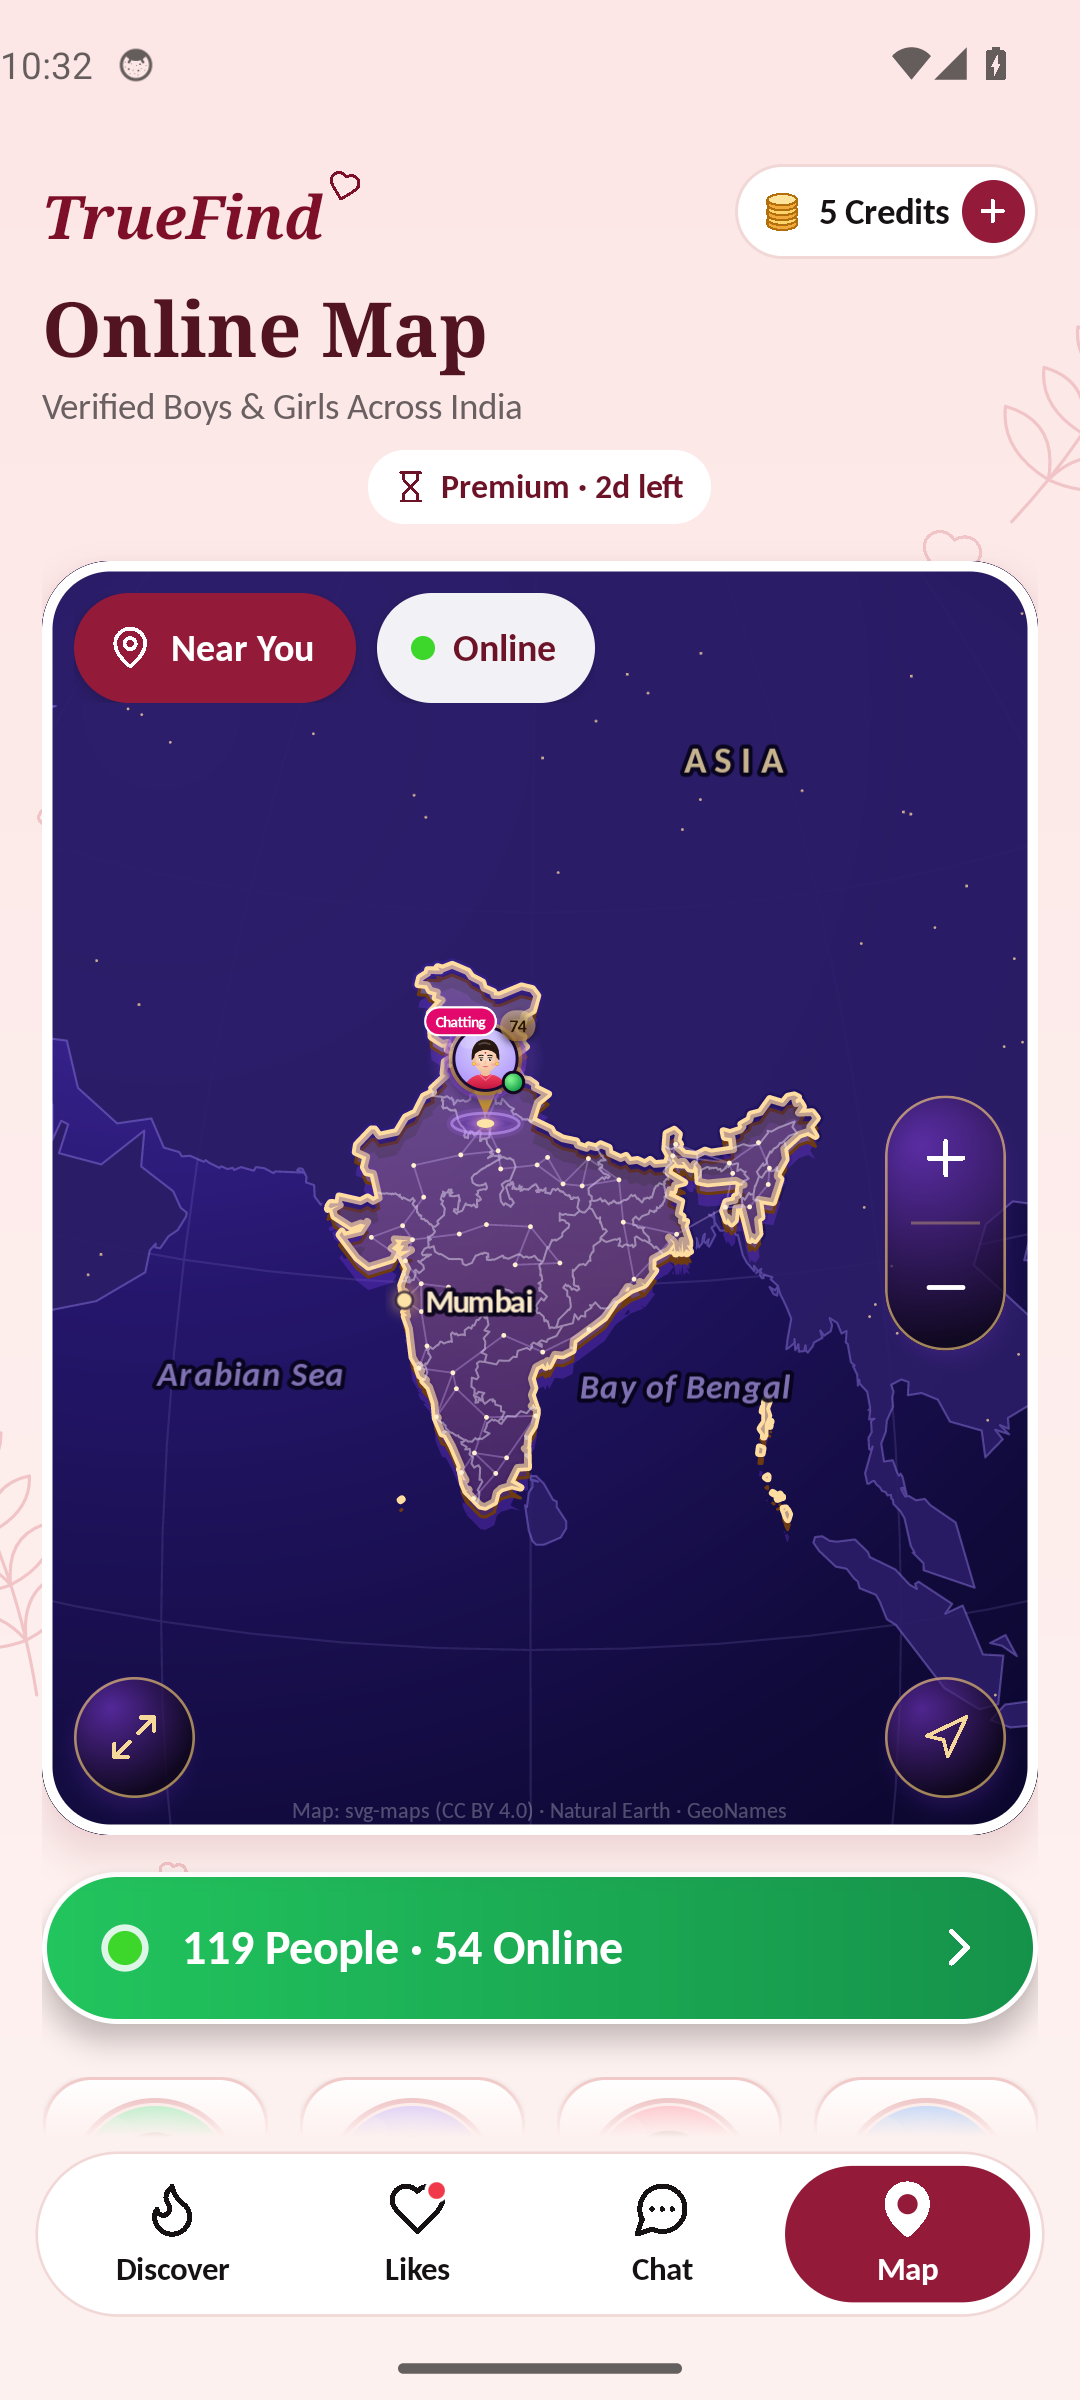 10:32
TrueFind
5 Credits
Online Map
Verified Boys & Girls Across India
Premium · 2d left
Near You
Online
ASIA
Chatting
74
Mumbai
Arabian Sea
Bay of Bengal
Map: svg-maps (CC BY 4.0) · Natural Earth · GeoNames
119 People · 54 Online
Discover
Likes
Chat
Map